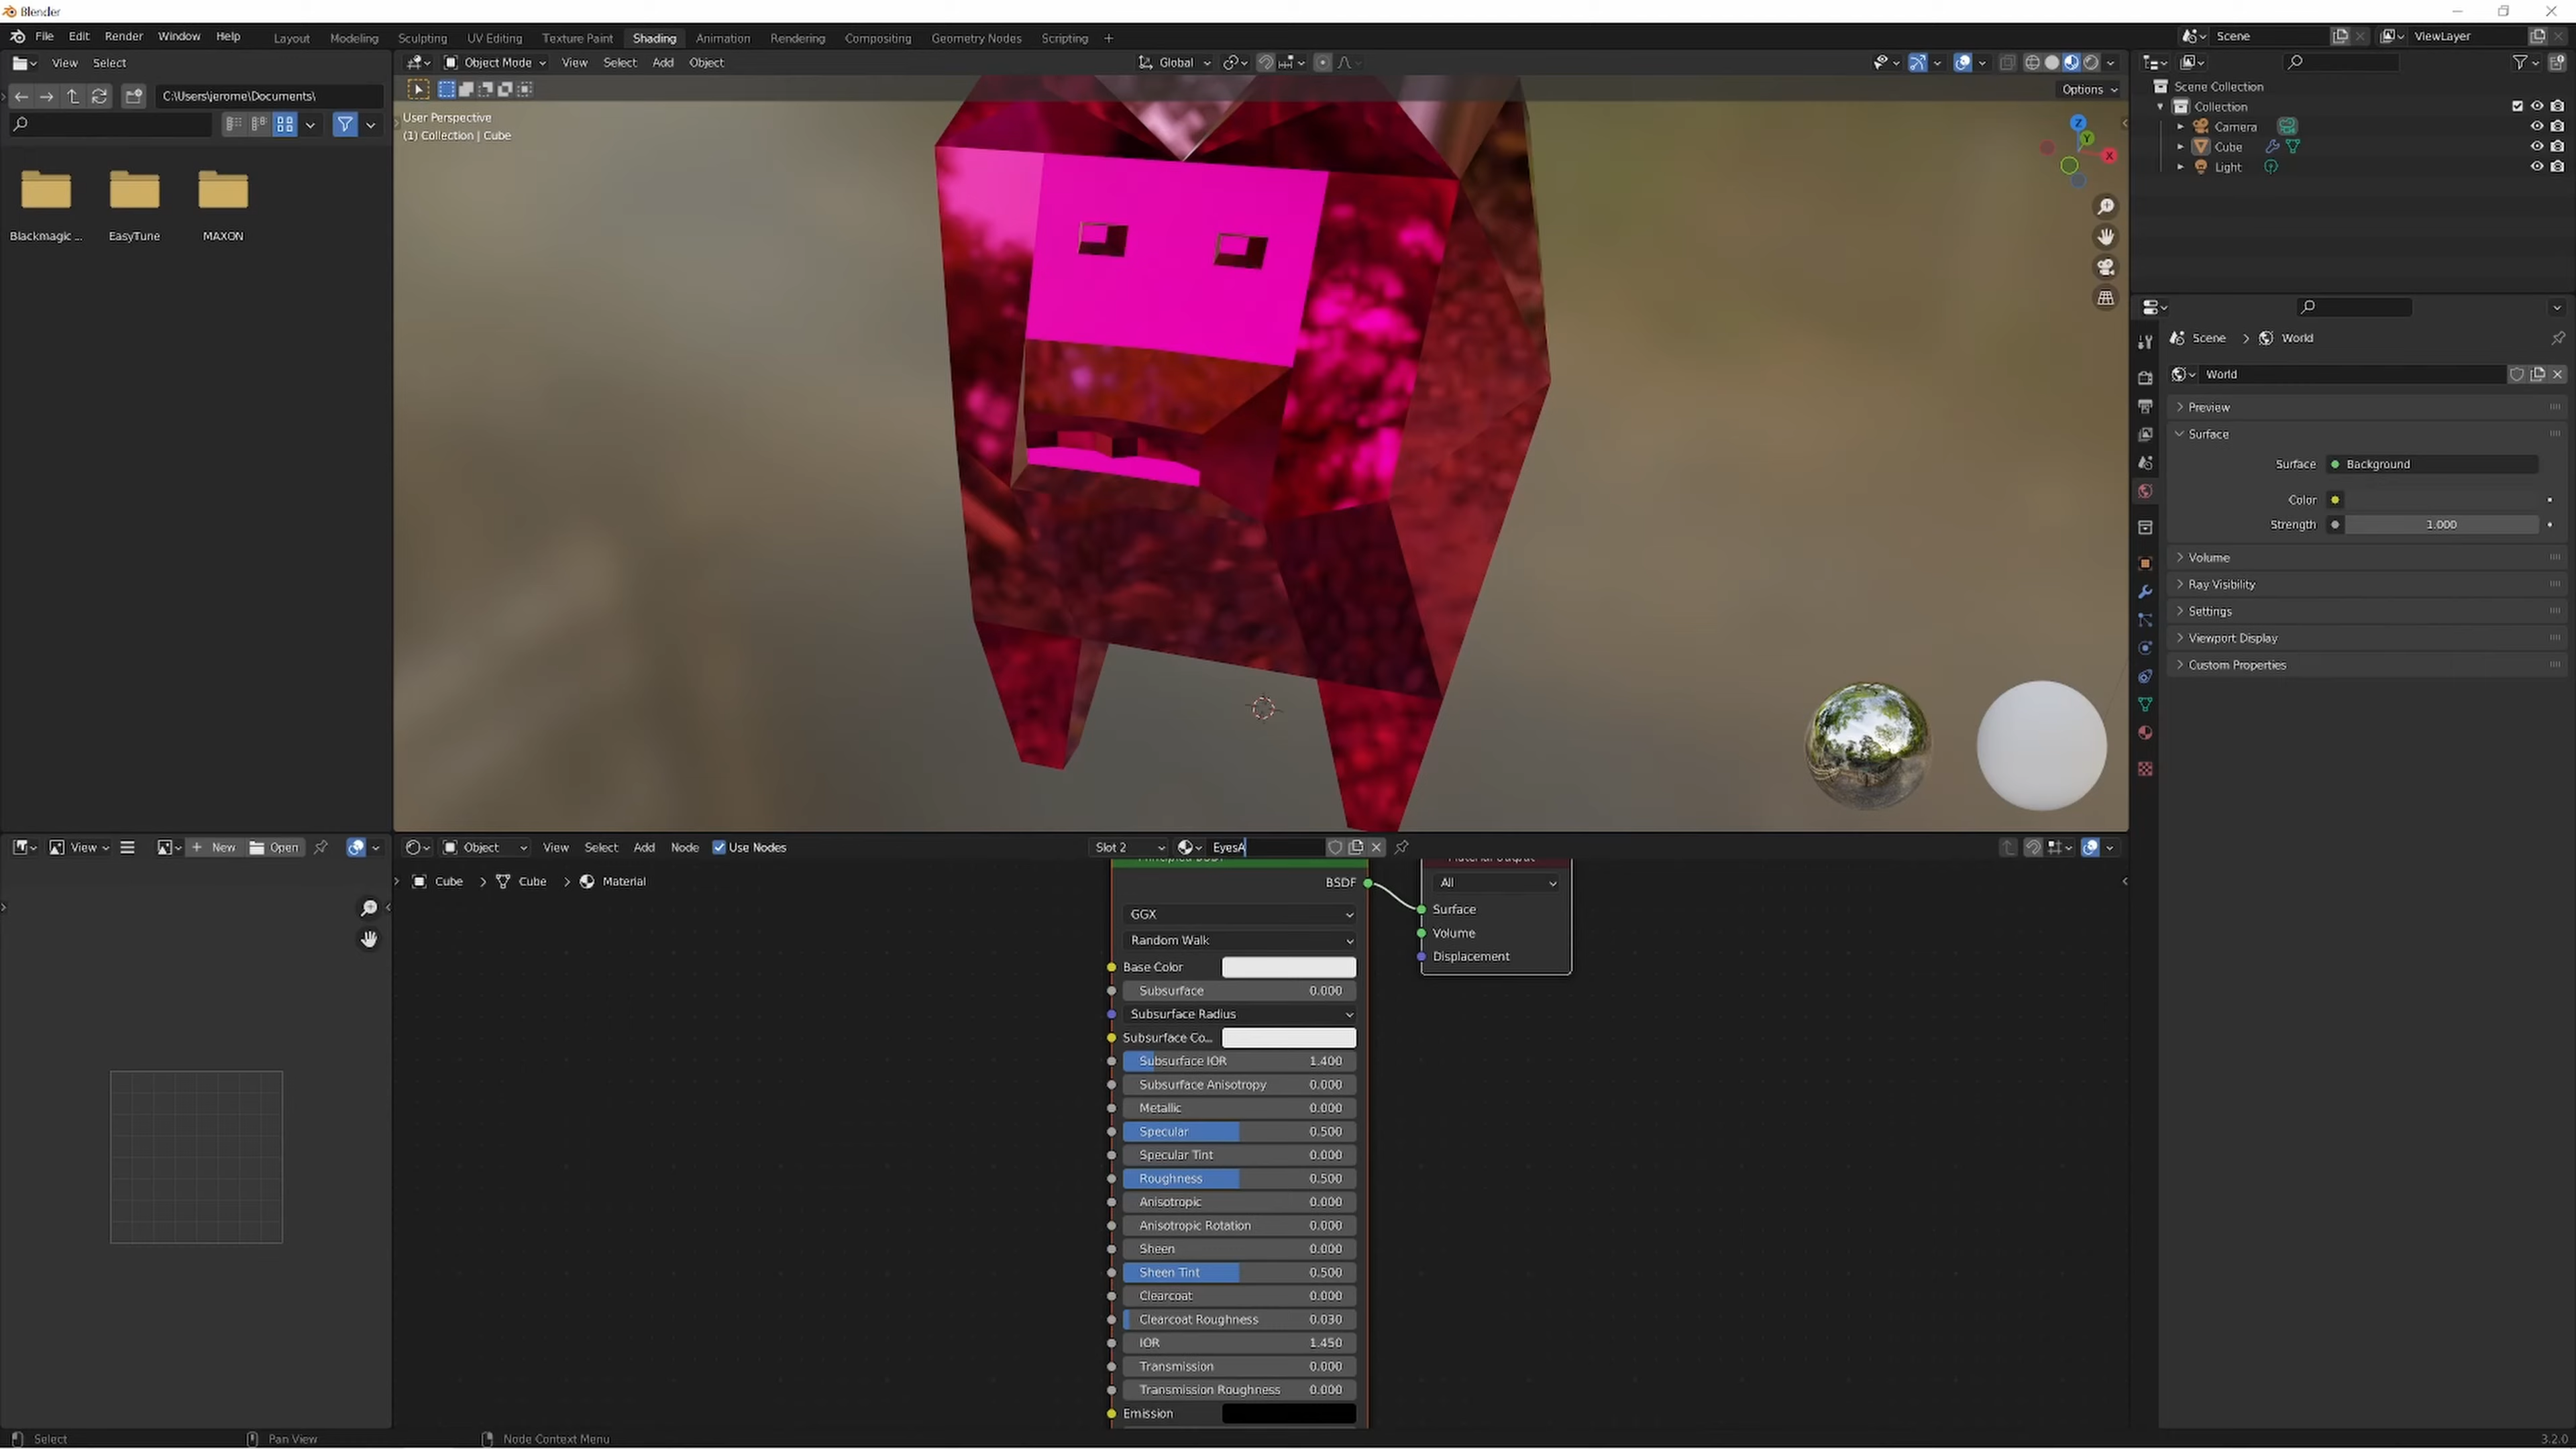 Blender
File Edit Render Window Help Layout Modeling Sculpting UV Editing Texture Paint Shading Animation Rendering Compositing Geometry Nodes Scripting + Scene ViewLayer
View Select
Object Mode View Select Add Object Global
C:\Users\jerome\Documents\
Options
User Perspective
(1) Collection | Cube
Blackmagic ... EasyTune MAXON
Z Y X
Scene Collection
Collection
Camera
Cube
Light
Scene > World
World
Preview
Surface
Surface Background
Color
Strength 1.000
Volume
Ray Visibility
Settings
Viewport Display
Custom Properties
View New Open
Object View Select Add Node Use Nodes Slot 2 EyesA
Cube > Cube > Material
BSDF
GGX
Random Walk
Base Color
Subsurface 0.000
Subsurface Radius
Subsurface Co...
Subsurface IOR 1.400
Subsurface Anisotropy 0.000
Metallic 0.000
Specular 0.500
Specular Tint 0.000
Roughness 0.500
Anisotropic 0.000
Anisotropic Rotation 0.000
Sheen 0.000
Sheen Tint 0.500
Clearcoat 0.000
Clearcoat Roughness 0.030
IOR 1.450
Transmission 0.000
Transmission Roughness 0.000
Emission
All
Surface
Volume
Displacement
Select Pan View Node Context Menu 3.2.0